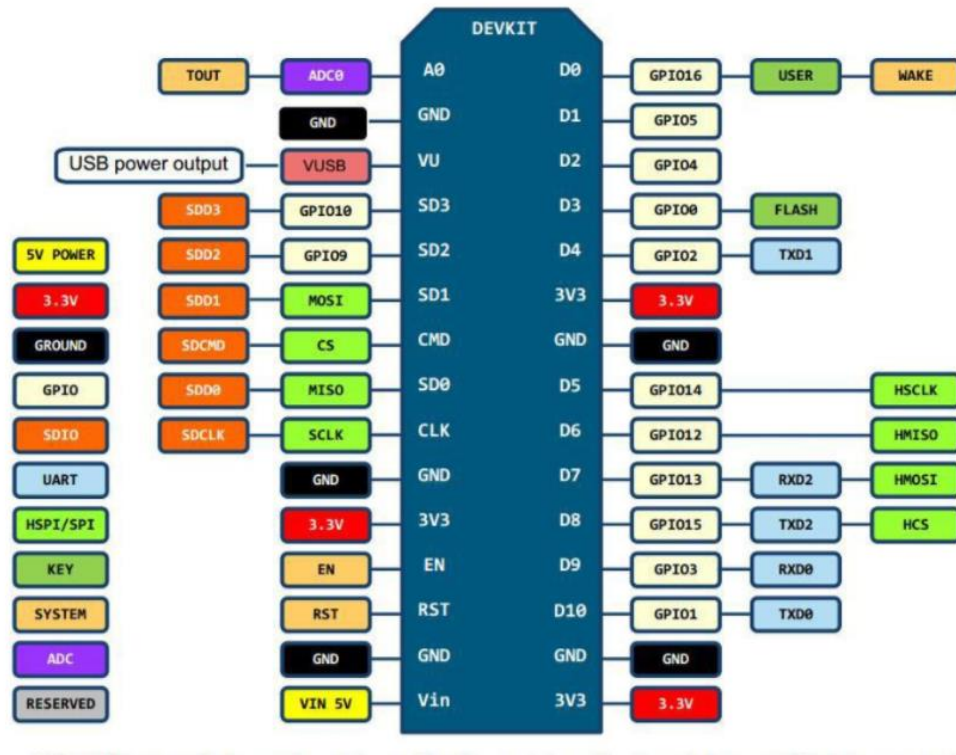 DEVKIT
TOUT ADC0 A0 D0 GPIO16 USER WAKE
GND GND D1 GPIO5
USB power output VUSB VU D2 GPIO4
SDD3 GPIO10 SD3 D3 GPIO0 FLASH
5V POWER SDD2 GPIO9 SD2 D4 GPIO2 TXD1
3.3V SDD1 MOSI SD1 3V3 3.3V
GROUND SDCMD CS CMD GND GND
GPIO SDD0 MISO SD0 D5 GPIO14 HSCLK
SDIO SDCLK SCLK CLK D6 GPIO12 HMISO
UART GND GND D7 GPIO13 RXD2 HMOSI
HSPI/SPI 3.3V 3V3 D8 GPIO15 TXD2 HCS
KEY EN EN D9 GPIO3 RXD0
SYSTEM RST RST D10 GPIO1 TXD0
ADC GND GND GND GND
RESERVED VIN 5V Vin 3V3 3.3V